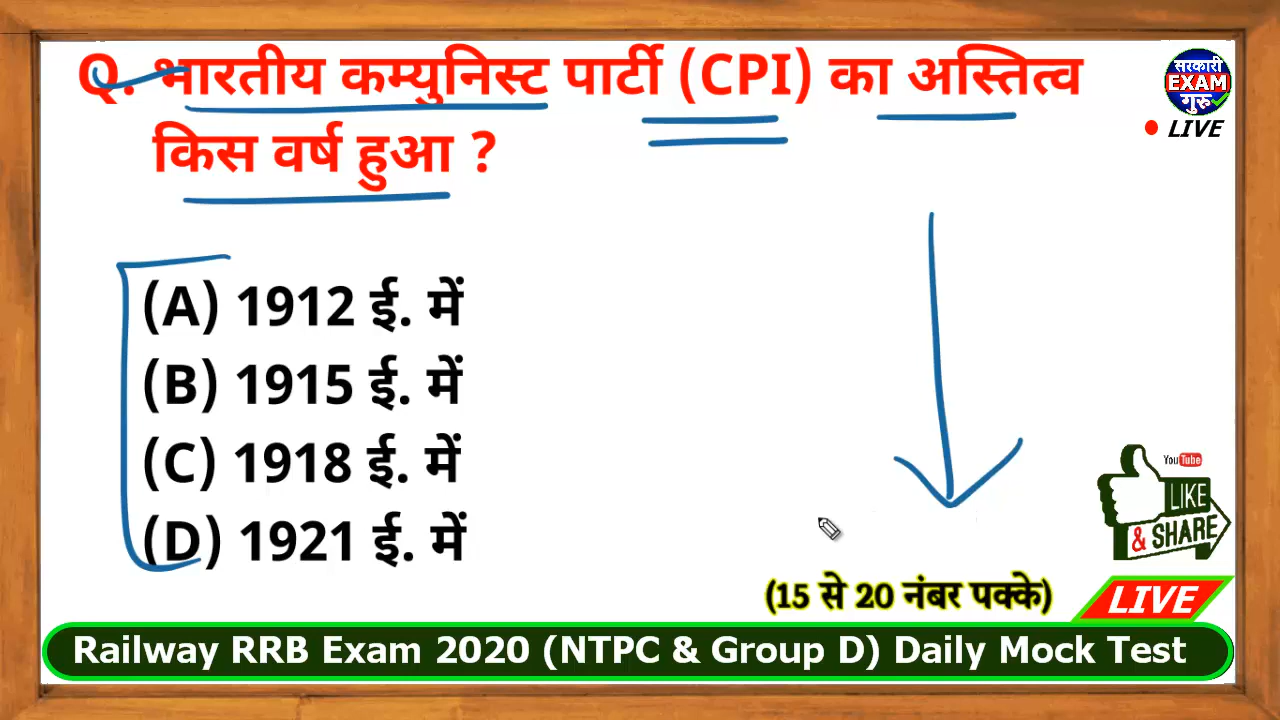 Q. भारतीय कम्युनिस्ट पार्टी (CPI) का अस्तित्व
किस वर्ष हुआ ?
सरकारी
EXAM
गुरु
LIVE
(A) 1912 ई. में
(B) 1915 ई. में
(C) 1918 ई. में
(D) 1921 ई. में
YouTube
LIKE
& SHARE
(15 से 20 नंबर पक्के)
LIVE
Railway RRB Exam 2020 (NTPC & Group D) Daily Mock Test